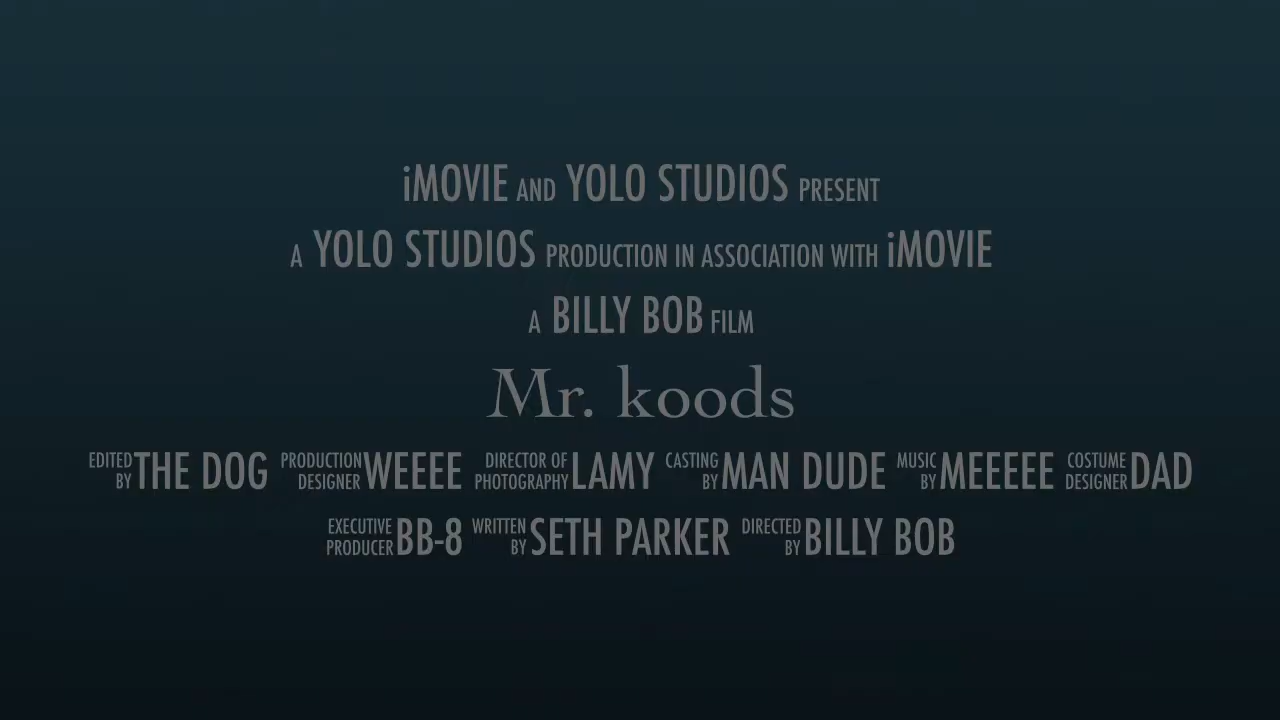 iMOVIE AND YOLO STUDIOS PRESENT
A YOLO STUDIOS PRODUCTION IN ASSOCIATION WITH iMOVIE
A BILLY BOB FILM
Mr. koods
EDITED BY THE DOG PRODUCTION DESIGNER WEEEE DIRECTOR OF PHOTOGRAPHY LAMY CASTING BY MAN DUDE MUSIC BY MEEEEE COSTUME DESIGNER DAD
EXECUTIVE PRODUCER BB-8 WRITTEN BY SETH PARKER DIRECTED BY BILLY BOB